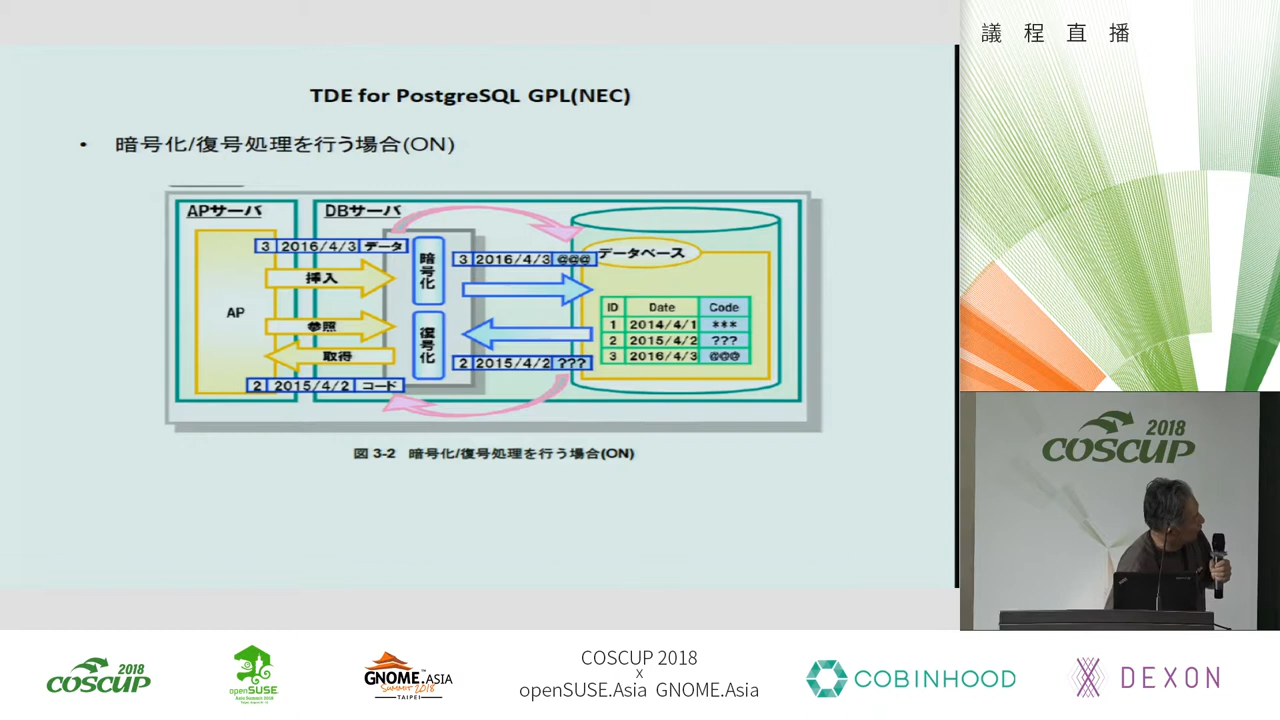 議程直播
TDE for PostgreSQL GPL(NEC)
• 暗号化/復号処理を行う場合(ON)
APサーバ
DBサーバ
3 2016/4/3 データ
挿入
AP
参照
取得
2 2015/4/2 コード
暗号化
復号化
3 2016/4/3 @@@
2 2015/4/2 ???
データベース
ID Date Code
1 2014/4/1 ***
2 2015/4/2 ???
3 2016/4/3 @@@
図 3-2 暗号化/復号処理を行う場合(ON)
2018
COSCUP
2018
COSCUP
openSUSE
GNOME.ASIA
SUMMIT 2018
TAIPEI
COSCUP 2018
x
openSUSE.Asia GNOME.Asia
COBINHOOD
DEXON